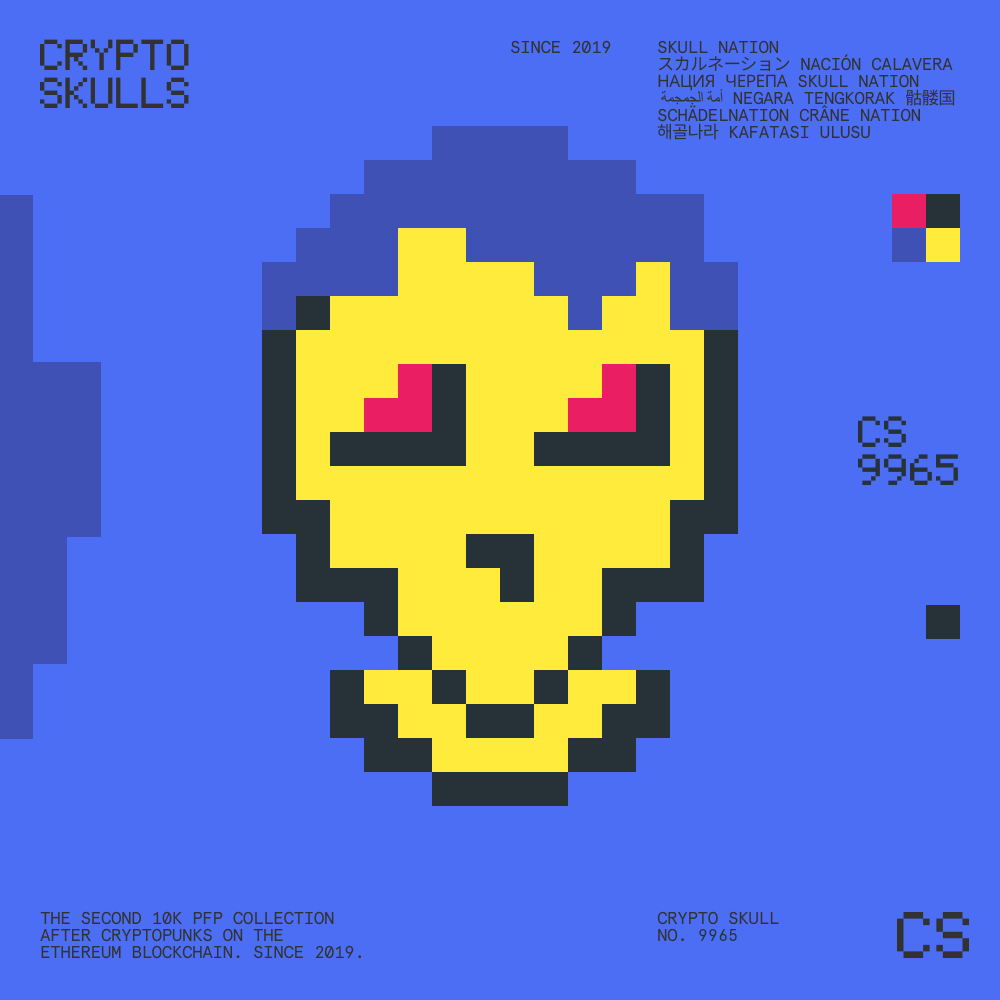 CRYPTO
SKULLS
SINCE 2019
SKULL NATION
スカルネーション NACIÓN CALAVERA
НАЦИЯ ЧЕРЕПА SKULL NATION
أمة الجمجمة NEGARA TENGKORAK 骷髅国
SCHÄDELNATION CRÂNE NATION
해골나라 KAFATASI ULUSU
CS
9965
THE SECOND 10K PFP COLLECTION
AFTER CRYPTOPUNKS ON THE
ETHEREUM BLOCKCHAIN. SINCE 2019.
CRYPTO SKULL
NO. 9965
CS